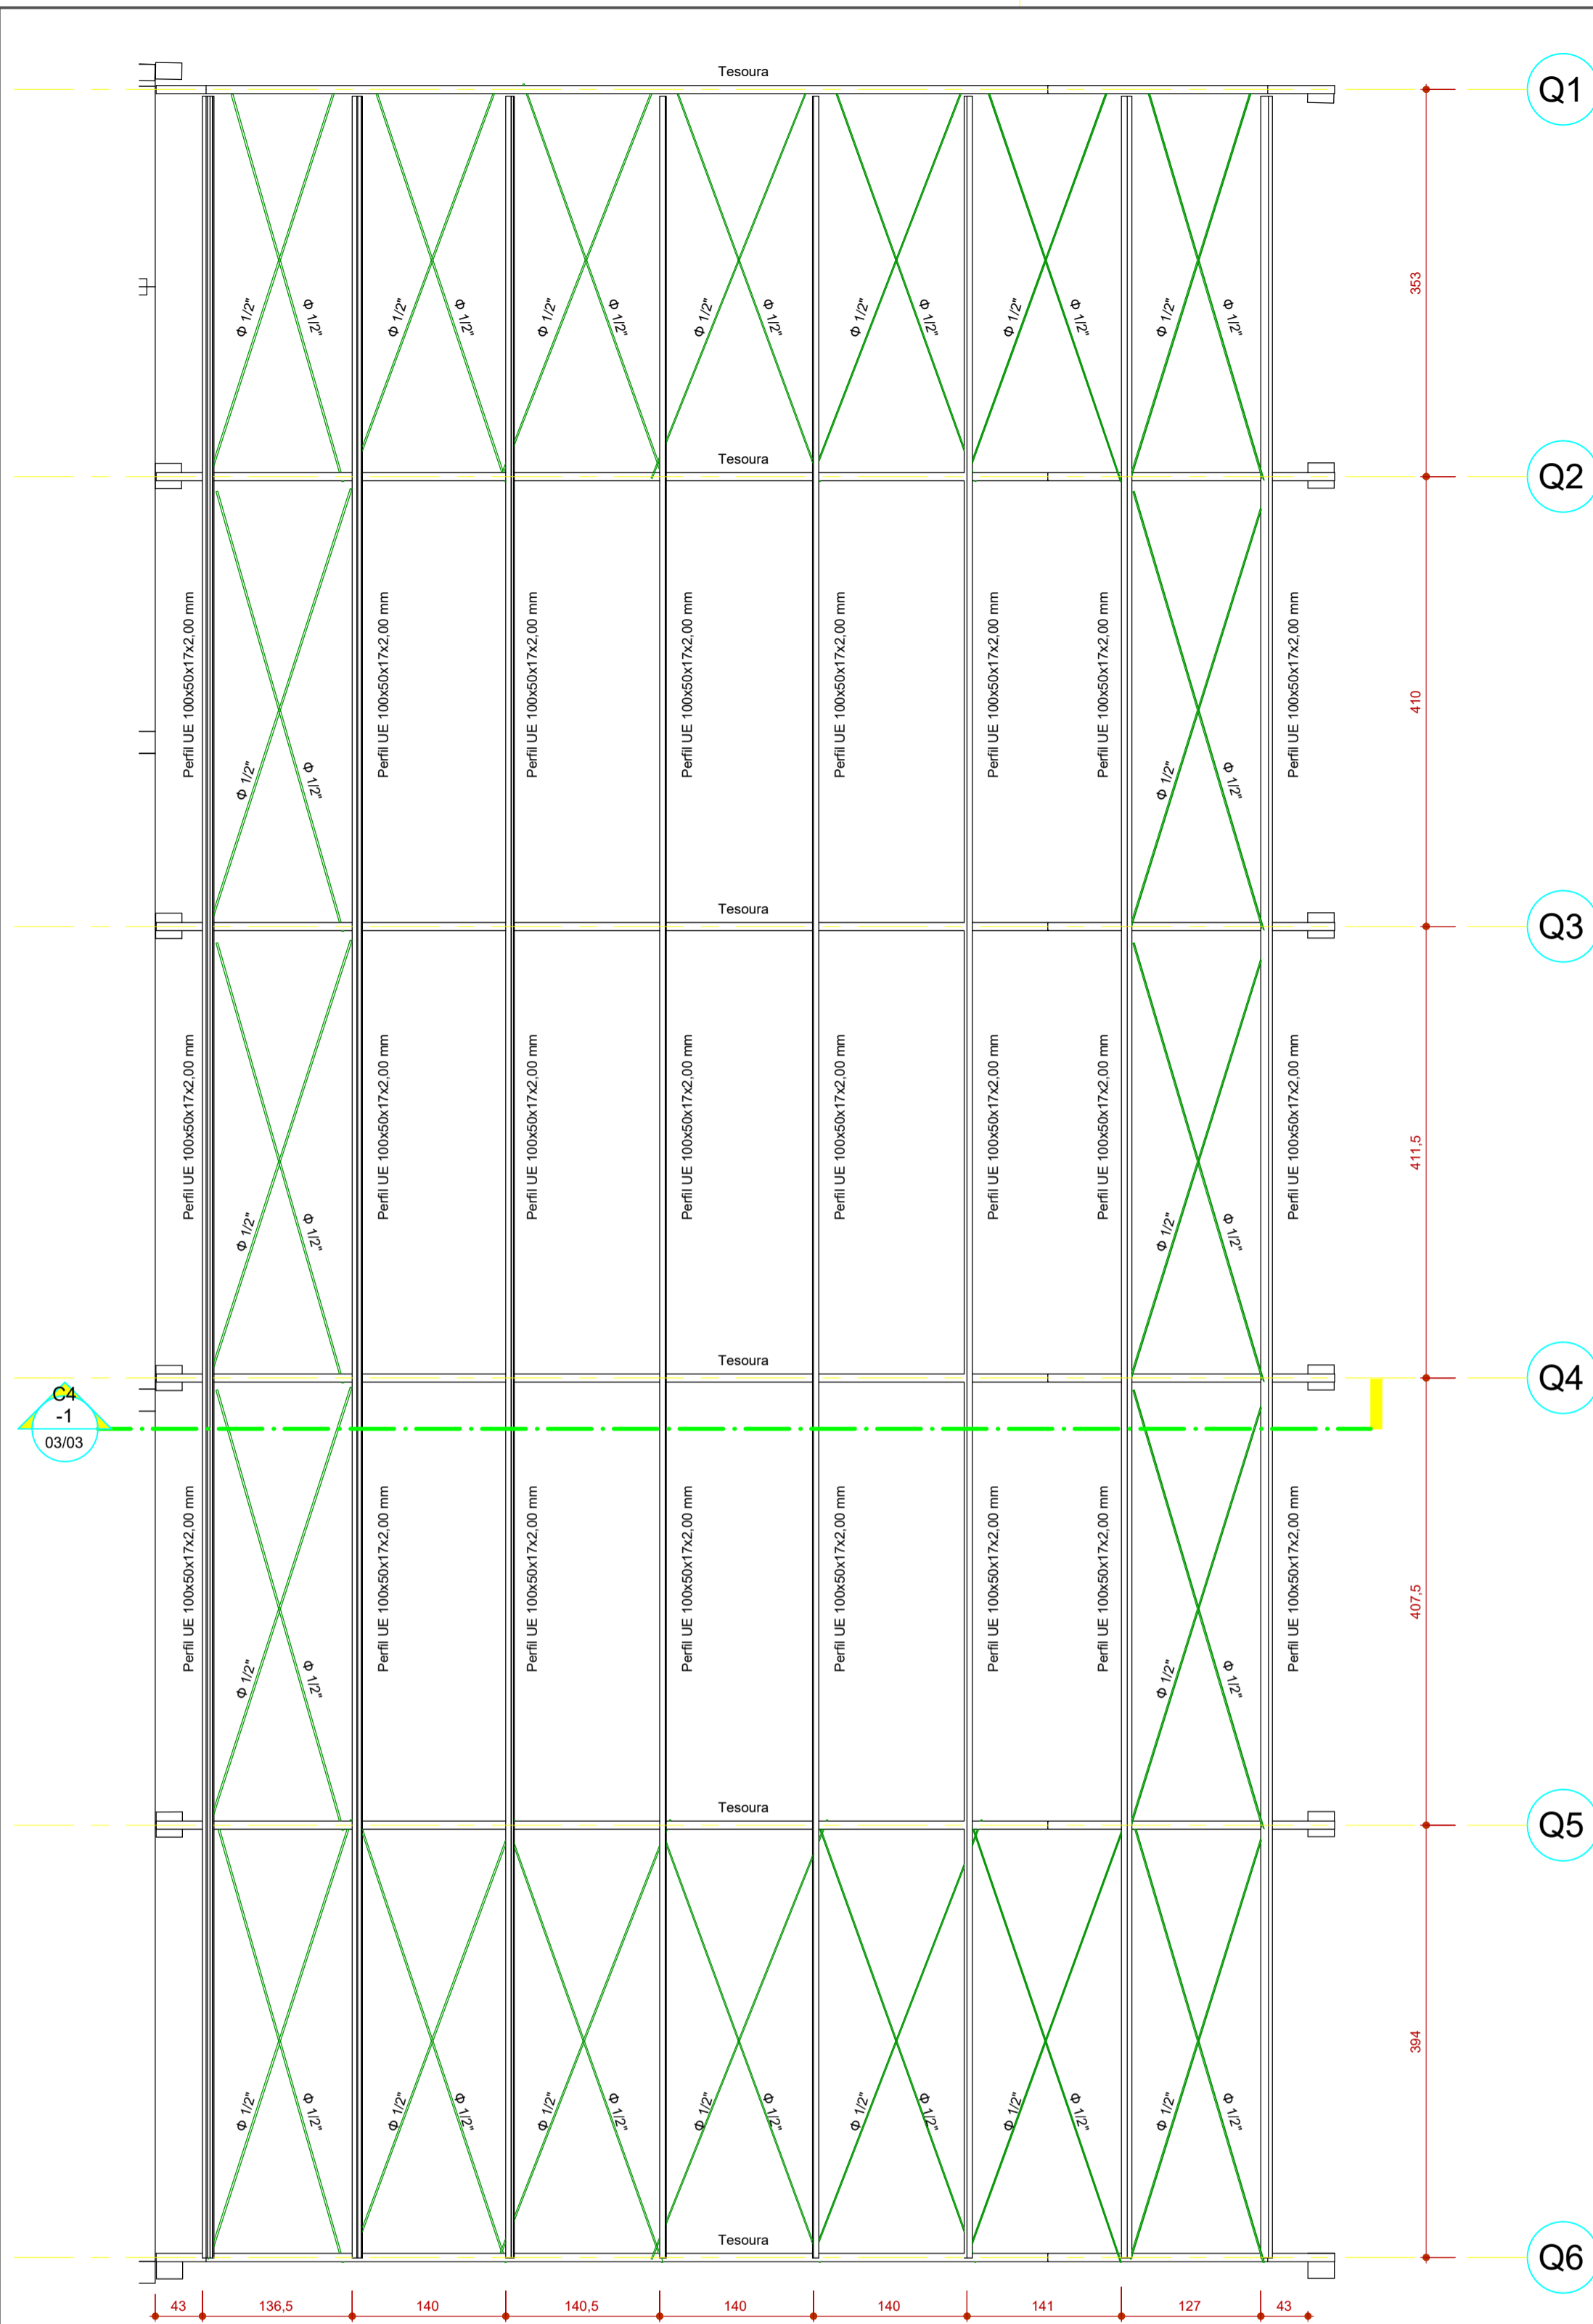 Tesoura
Q1
353
Φ 1/2"
Φ 1/2"
Φ 1/2"
Φ 1/2"
Φ 1/2"
Φ 1/2"
Φ 1/2"
Φ 1/2"
Φ 1/2"
Φ 1/2"
Φ 1/2"
Φ 1/2"
Φ 1/2"
Φ 1/2"
Tesoura
Q2
Perfil UE 100x50x17x2,00 mm
Perfil UE 100x50x17x2,00 mm
Perfil UE 100x50x17x2,00 mm
Perfil UE 100x50x17x2,00 mm
Perfil UE 100x50x17x2,00 mm
Perfil UE 100x50x17x2,00 mm
Perfil UE 100x50x17x2,00 mm
Perfil UE 100x50x17x2,00 mm
410
Φ 1/2"
Φ 1/2"
Φ 1/2"
Φ 1/2"
Tesoura
Q3
Perfil UE 100x50x17x2,00 mm
Perfil UE 100x50x17x2,00 mm
Perfil UE 100x50x17x2,00 mm
Perfil UE 100x50x17x2,00 mm
Perfil UE 100x50x17x2,00 mm
Perfil UE 100x50x17x2,00 mm
Perfil UE 100x50x17x2,00 mm
Perfil UE 100x50x17x2,00 mm
411,5
Φ 1/2"
Φ 1/2"
Φ 1/2"
Φ 1/2"
Tesoura
Q4
C4
-1
03/03
Perfil UE 100x50x17x2,00 mm
Perfil UE 100x50x17x2,00 mm
Perfil UE 100x50x17x2,00 mm
Perfil UE 100x50x17x2,00 mm
Perfil UE 100x50x17x2,00 mm
Perfil UE 100x50x17x2,00 mm
Perfil UE 100x50x17x2,00 mm
Perfil UE 100x50x17x2,00 mm
407,5
Φ 1/2"
Φ 1/2"
Φ 1/2"
Φ 1/2"
Tesoura
Q5
394
Φ 1/2"
Φ 1/2"
Φ 1/2"
Φ 1/2"
Φ 1/2"
Φ 1/2"
Φ 1/2"
Φ 1/2"
Φ 1/2"
Φ 1/2"
Φ 1/2"
Φ 1/2"
Φ 1/2"
Φ 1/2"
Tesoura
Q6
43
136,5
140
140,5
140
140
141
127
43